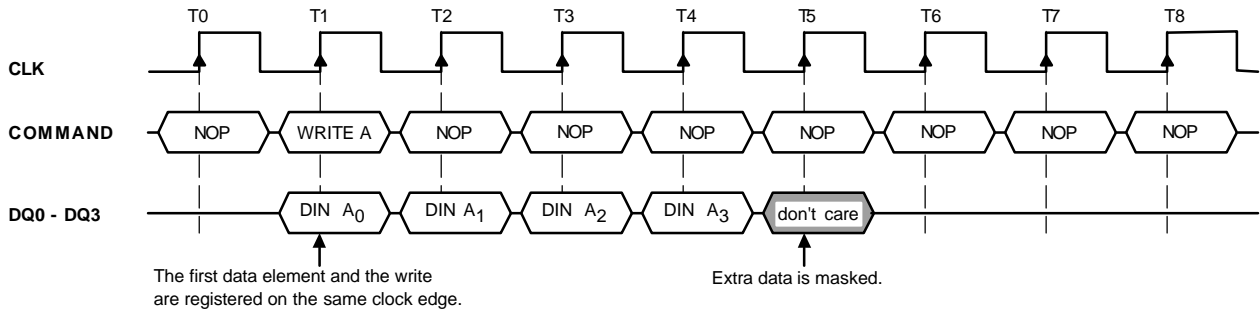 T0 T1 T2 T3 T4 T5 T6 T7 T8
CLK
COMMAND NOP WRITE A NOP NOP NOP NOP NOP NOP NOP
DQ0 - DQ3 DIN A0 DIN A1 DIN A2 DIN A3 don't care
The first data element and the write
are registered on the same clock edge.
Extra data is masked.